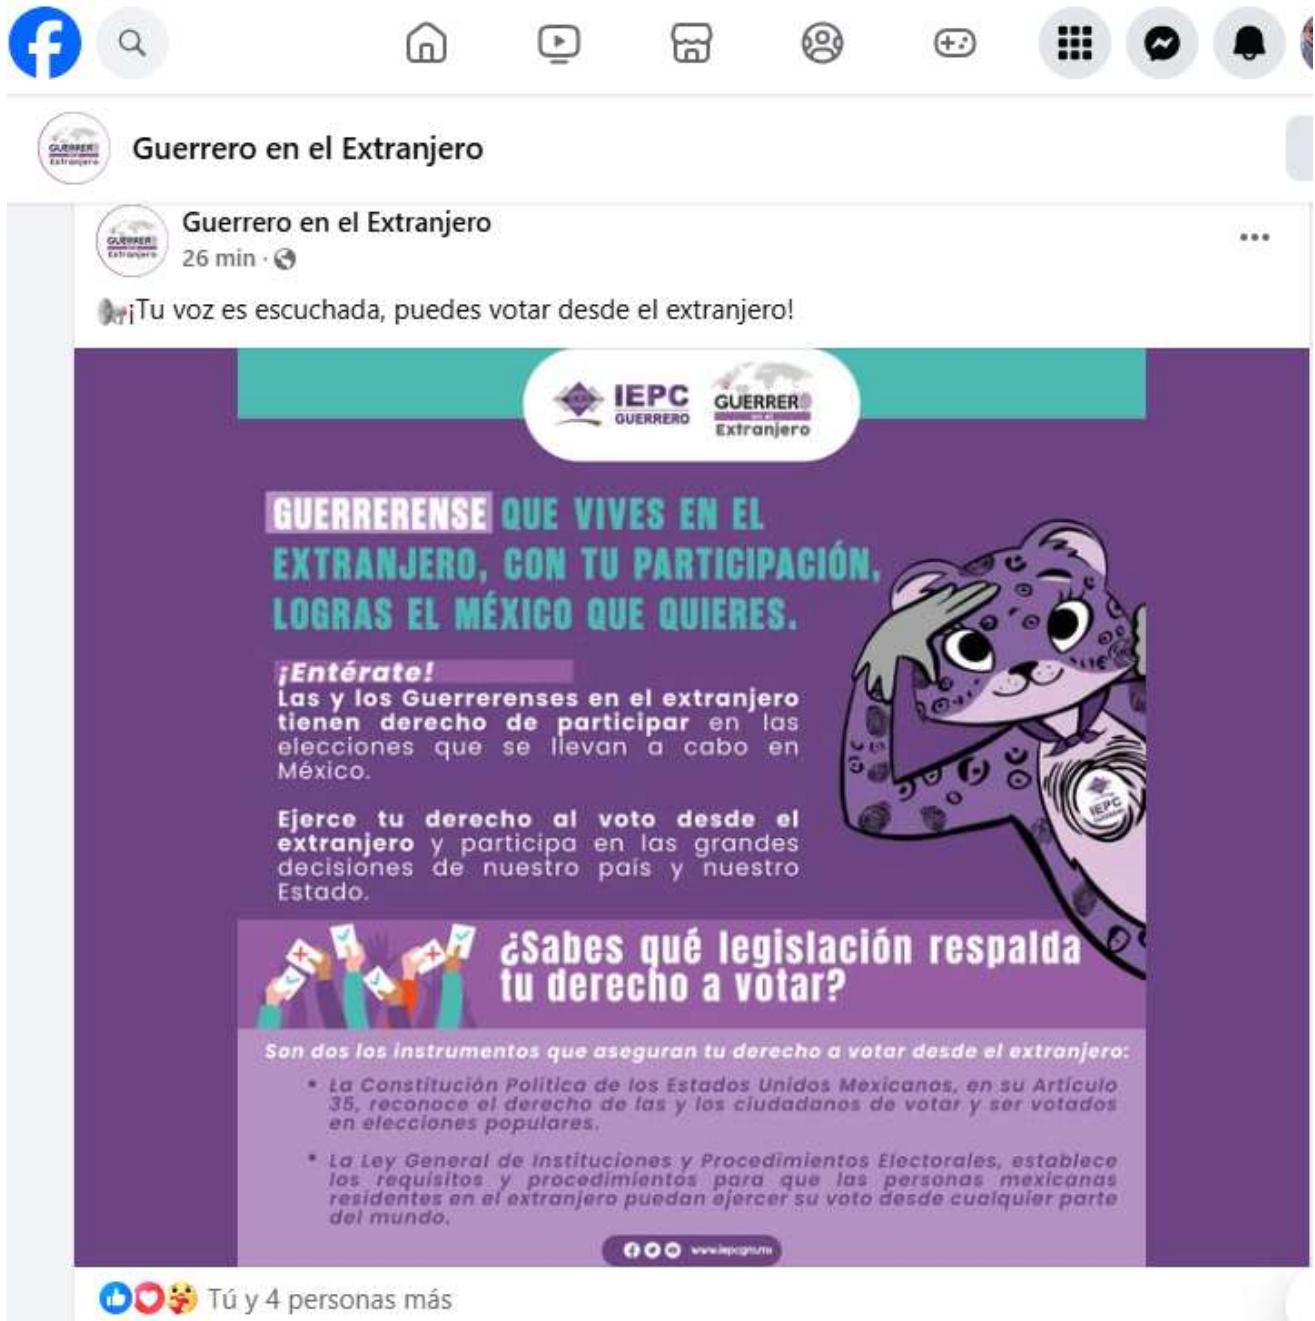 Guerrero en el Extranjero
Guerrero en el Extranjero
26 min ·
¡Tu voz es escuchada, puedes votar desde el extranjero!
IEPC
GUERRERO
GUERRERO
en el
Extranjero
GUERRERENSE QUE VIVES EN EL
EXTRANJERO, CON TU PARTICIPACIÓN,
LOGRAS EL MÉXICO QUE QUIERES.
¡Entérate!
Las y los Guerrerenses en el extranjero
tienen derecho de participar en las
elecciones que se llevan a cabo en
México.
Ejerce tu derecho al voto desde el
extranjero y participa en las grandes
decisiones de nuestro país y nuestro
Estado.
IEPC
¿Sabes qué legislación respalda
tu derecho a votar?
Son dos los instrumentos que aseguran tu derecho a votar desde el extranjero:
• La Constitución Política de los Estados Unidos Mexicanos, en su Artículo
35, reconoce el derecho de las y los ciudadanos de votar y ser votados
en elecciones populares.
• La Ley General de Instituciones y Procedimientos Electorales, establece
los requisitos y procedimientos para que las personas mexicanas
residentes en el extranjero puedan ejercer su voto desde cualquier parte
del mundo.
www.iepcgro.mx
Tú y 4 personas más